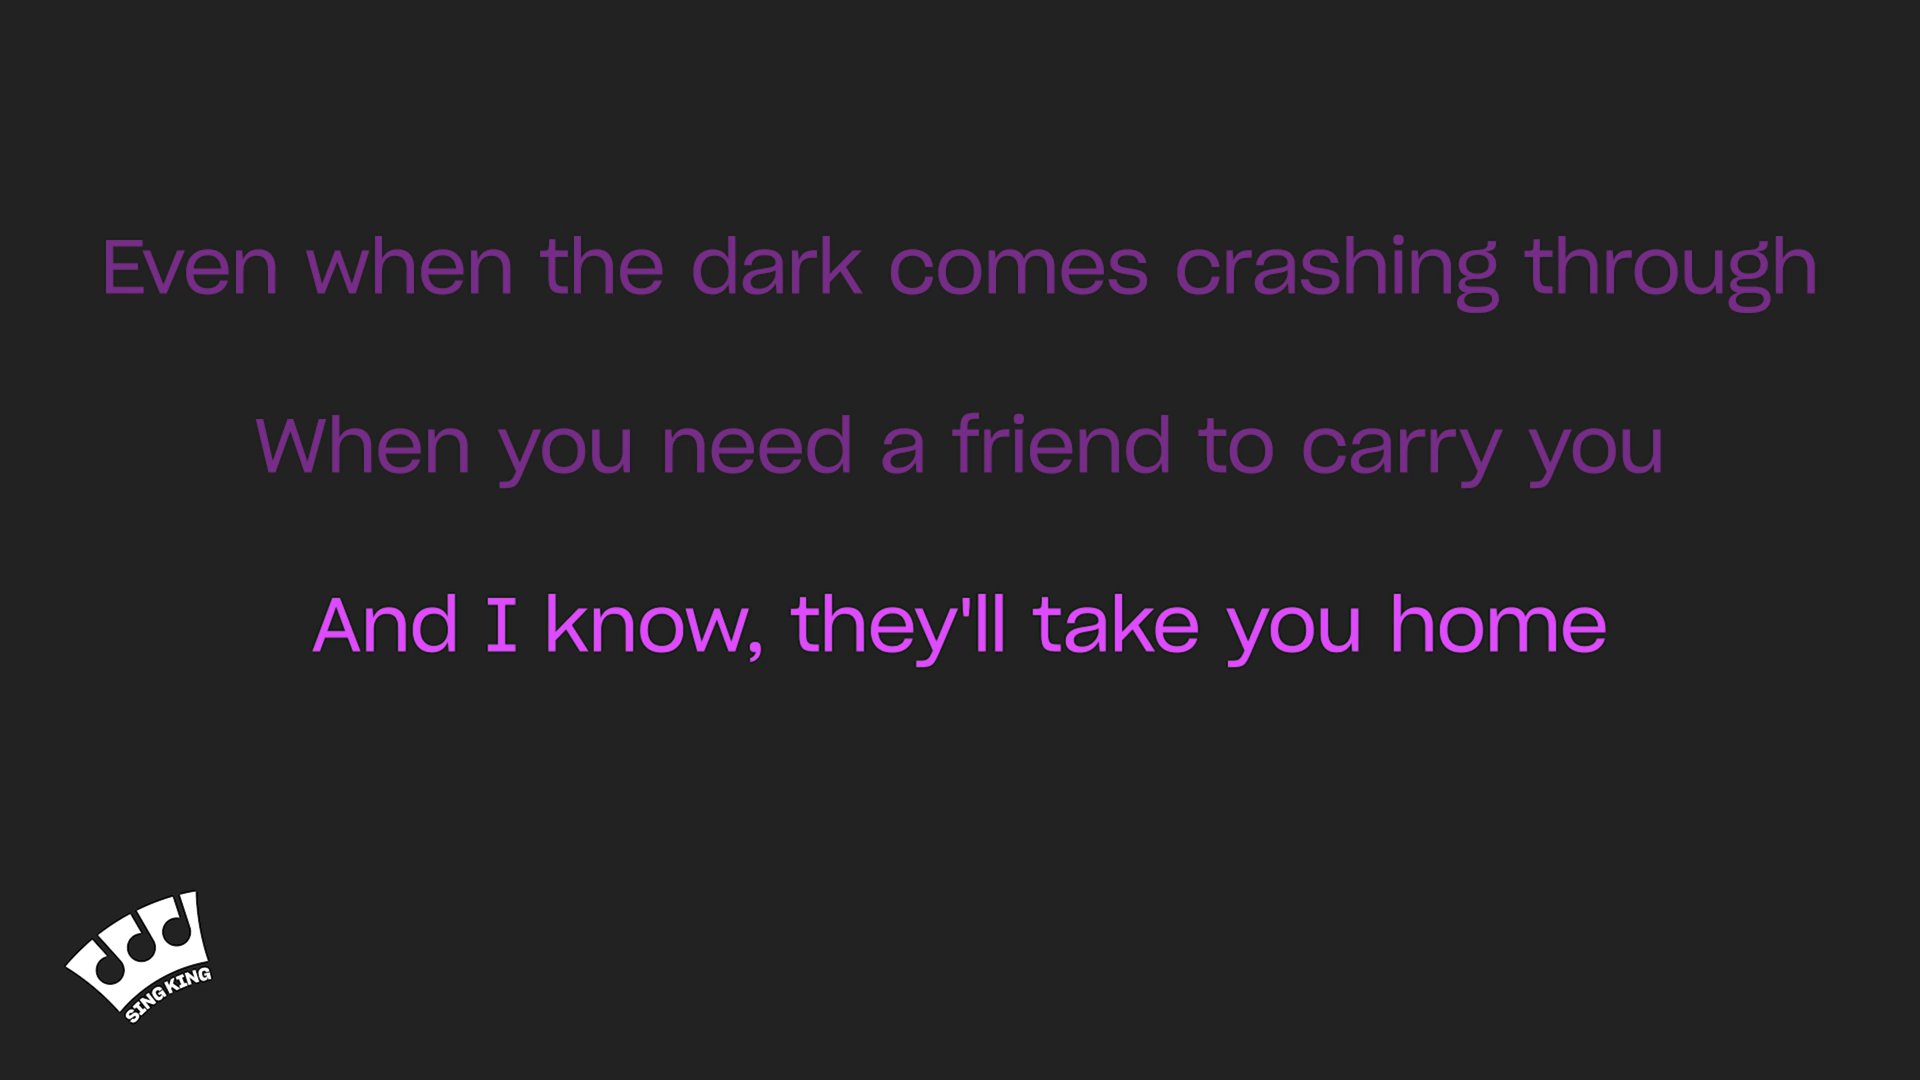 Even when the dark comes crashing through
When you need a friend to carry you
And I know, they'll take you home
SING KING